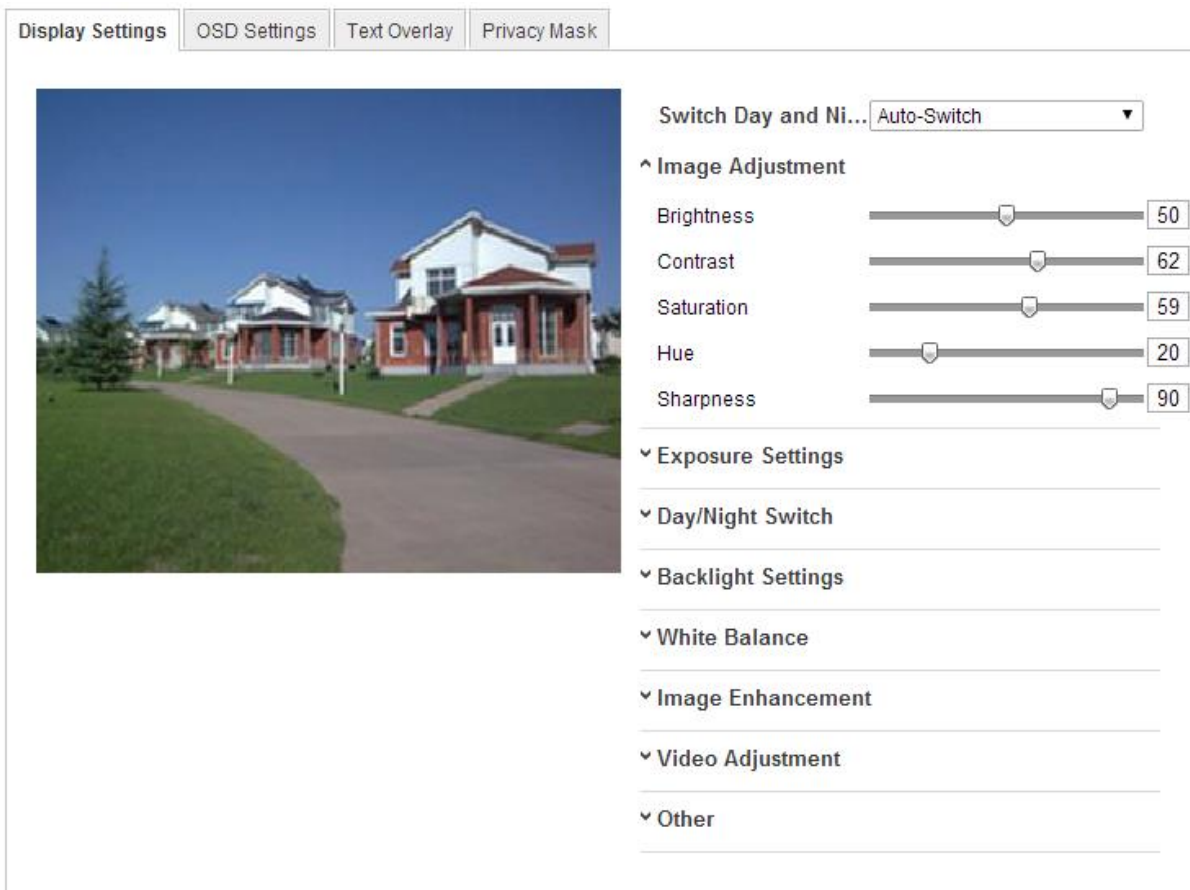 Display Settings
OSD Settings
Text Overlay
Privacy Mask
Switch Day and Ni... Auto-Switch
Image Adjustment
Brightness 50
Contrast 62
Saturation 59
Hue 20
Sharpness 90
Exposure Settings
Day/Night Switch
Backlight Settings
White Balance
Image Enhancement
Video Adjustment
Other